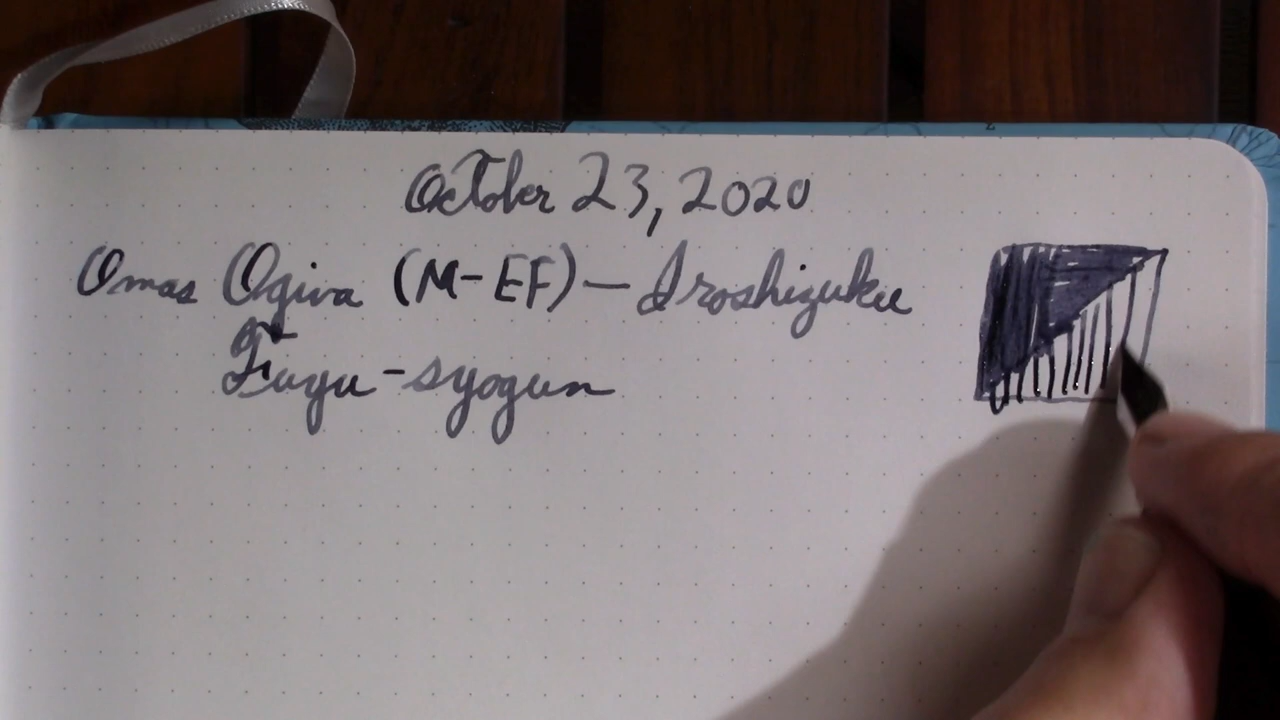 October 23, 2020
Omas Ogiva (M-EF) — Iroshizuku
Fuyu-syogun